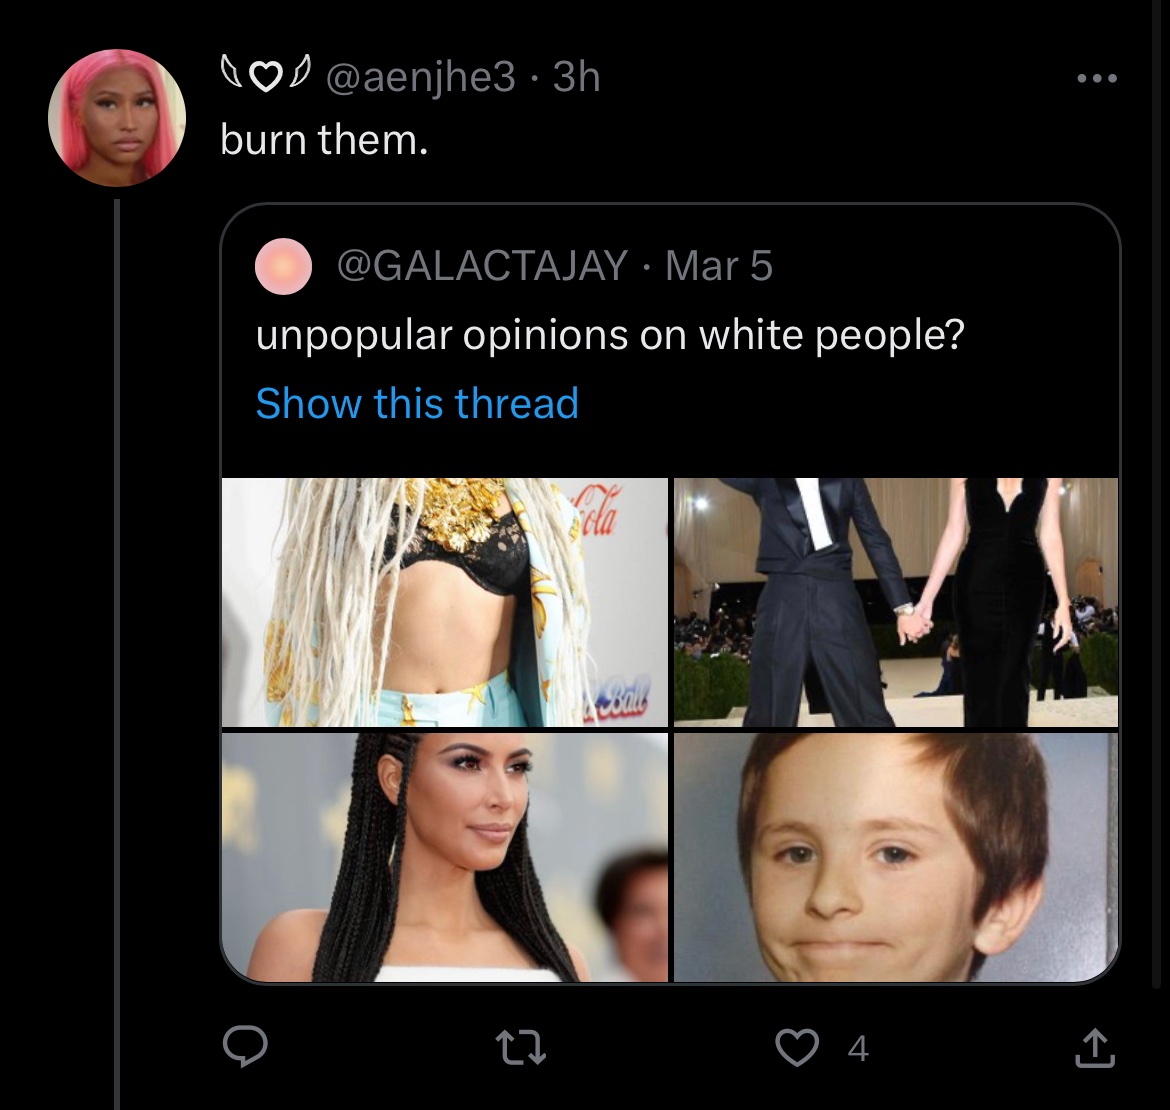 @aenjhe3 · 3h
burn them.
@GALACTAJAY · Mar 5
unpopular opinions on white people?
Show this thread
Cola
Ball
4